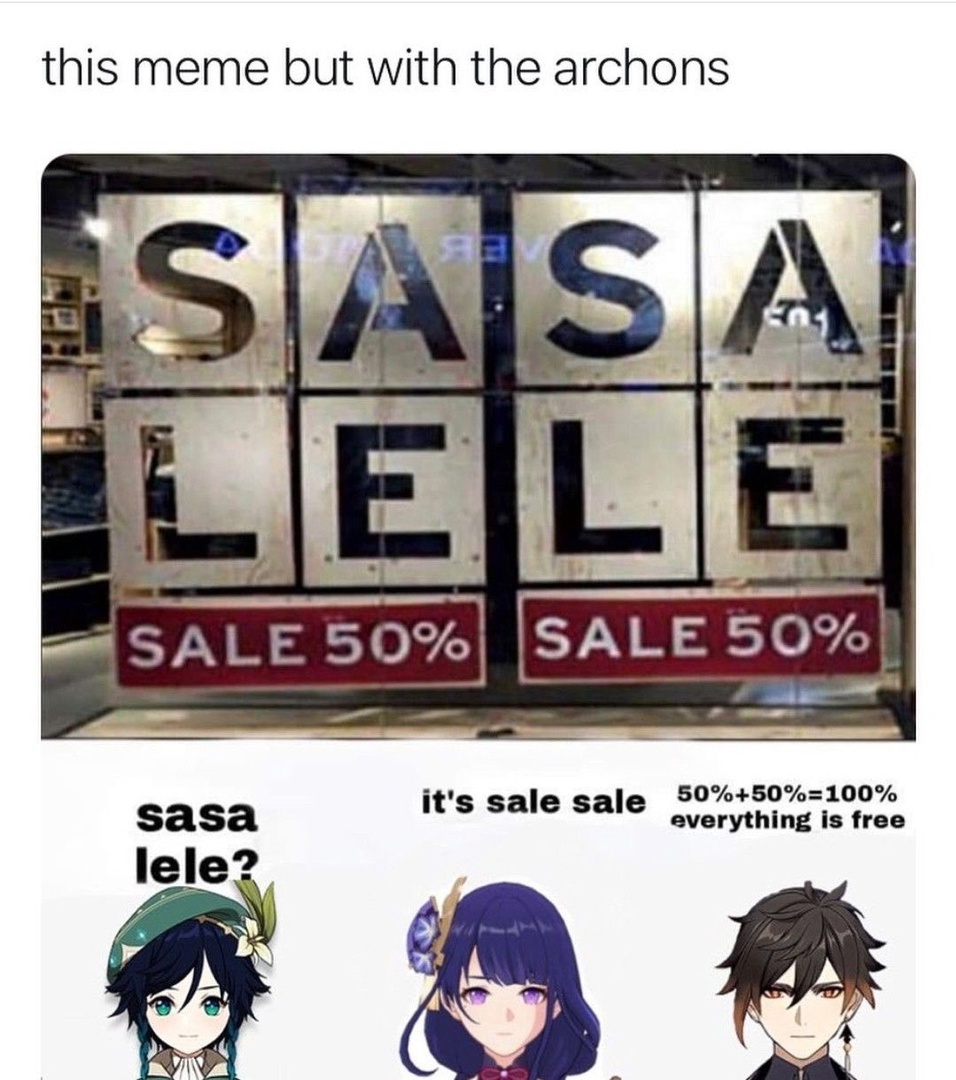 this meme but with the archons
SASA
LELE
SALE 50% SALE 50%
sasa
lele?
it's sale sale
50%+50%=100%
everything is free